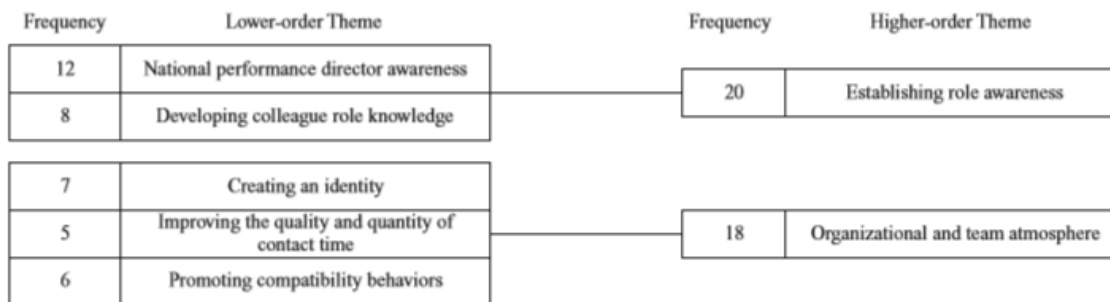 Frequency Lower-order Theme Frequency Higher-order Theme
12 National performance director awareness
20 Establishing role awareness
8 Developing colleague role knowledge
7 Creating an identity
5 Improving the quality and quantity of
contact time
18 Organizational and team atmosphere
6 Promoting compatibility behaviors